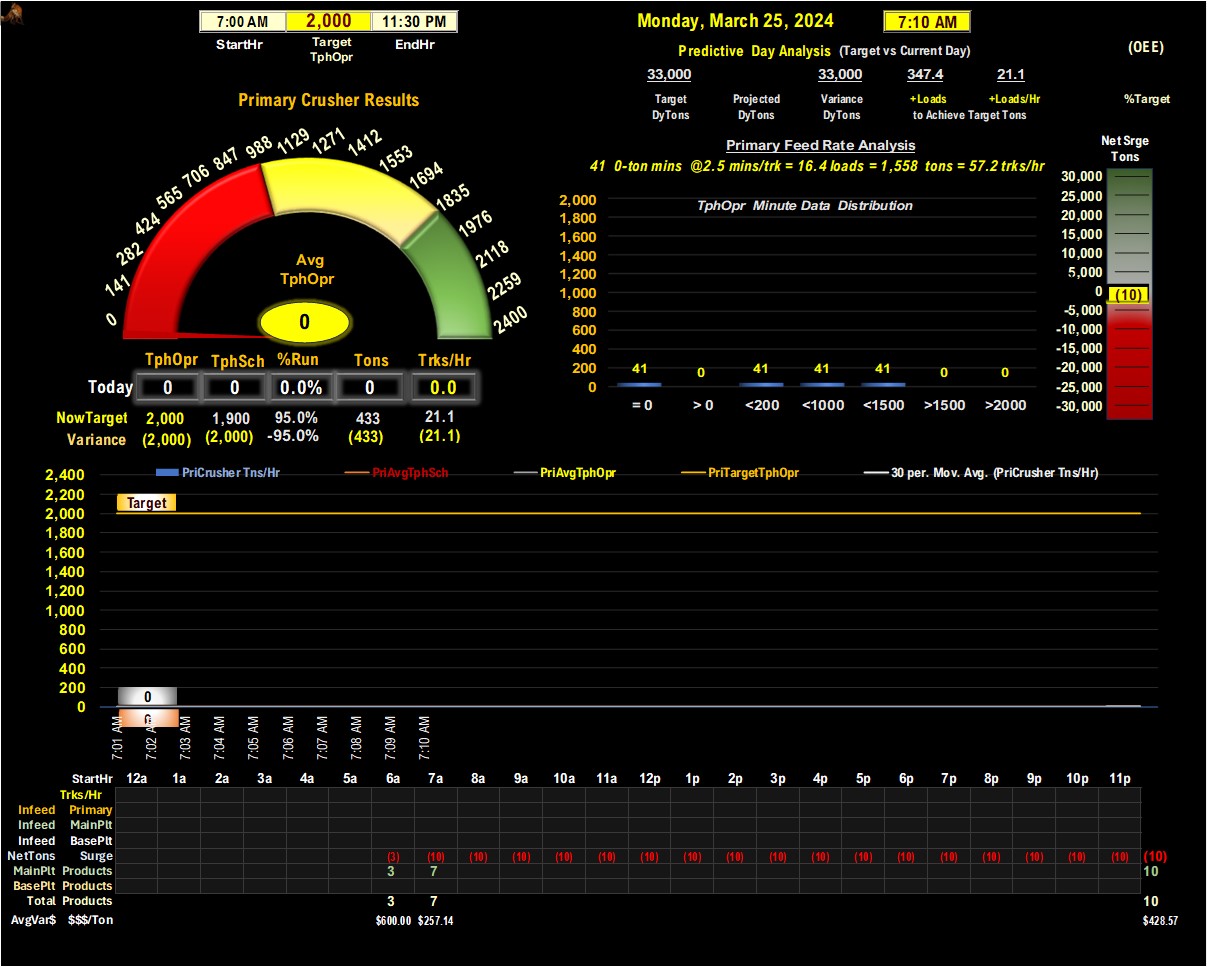 7:00 AM 2,000 11:30 PM
StartHr Target TphOpr EndHr
Monday, March 25, 2024 7:10 AM
Predictive Day Analysis (Target vs Current Day)
(OEE)
33,000 33,000 347.4 21.1
Target DyTons Projected DyTons Variance DyTons +Loads +Loads/Hr to Achieve Target Tons
%Target
Primary Crusher Results
0 141 282 424 565 706 847 988 1129 1271 1412 1553 1694 1835 1976 2118 2259 2400
Avg
TphOpr
0
TphOpr TphSch %Run Tons Trks/Hr
Today 0 0 0.0% 0 0.0
NowTarget 2,000 1,900 95.0% 433 21.1
Variance (2,000) (2,000) -95.0% (433) (21.1)
Primary Feed Rate Analysis
41 0-ton mins @2.5 mins/trk = 16.4 loads = 1,558 tons = 57.2 trks/hr
TphOpr Minute Data Distribution
2,000
1,800
1,600
1,400
1,200
1,000
800
600
400
200
0
41 0 41 41 41 0 0
= 0 > 0 <200 <1000 <1500 >1500 >2000
Net Srge
Tons
30,000
25,000
20,000
15,000
10,000
5,000
0
(10)
-5,000
-10,000
-15,000
-20,000
-25,000
-30,000
PriCrusher Tns/Hr PriAvgTphSch PriAvgTphOpr PriTargetTphOpr 30 per. Mov. Avg. (PriCrusher Tns/Hr)
2,400
2,200
2,000
1,800
1,600
1,400
1,200
1,000
800
600
400
200
0
Target
0
0
7:01 AM 7:02 AM 7:03 AM 7:04 AM 7:05 AM 7:06 AM 7:07 AM 7:08 AM 7:09 AM 7:10 AM
StartHr 12a 1a 2a 3a 4a 5a 6a 7a 8a 9a 10a 11a 12p 1p 2p 3p 4p 5p 6p 7p 8p 9p 10p 11p
Trks/Hr
Infeed Primary
Infeed MainPlt
Infeed BasePlt
NetTons Surge (3) (10) (10) (10) (10) (10) (10) (10) (10) (10) (10) (10) (10) (10) (10) (10) (10) (10) (10)
MainPlt Products 3 7 10
BasePlt Products
Total Products 3 7 10
AvgVar$ $$$/Ton $600.00 $257.14 $428.57